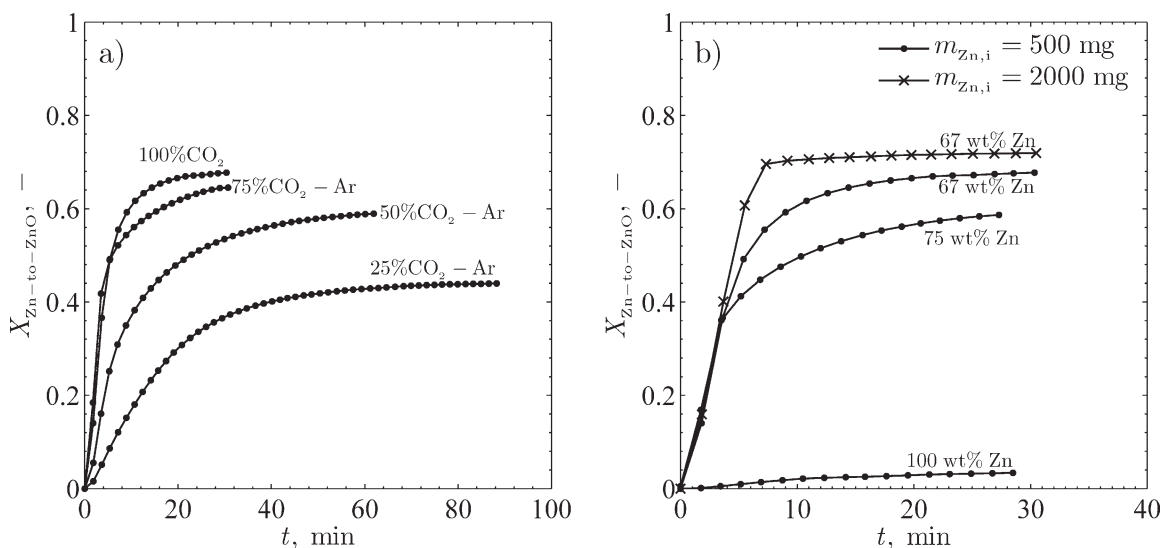 a)
X_Zn−to−ZnO, −
1
0.8
0.6
0.4
0.2
0
100%CO₂
75%CO₂ − Ar
50%CO₂ − Ar
25%CO₂ − Ar
0 20 40 60 80 100
t, min
b)
X_Zn−to−ZnO, −
1
0.8
0.6
0.4
0.2
0
m_Zn,i = 500 mg
m_Zn,i = 2000 mg
67 wt% Zn
67 wt% Zn
75 wt% Zn
100 wt% Zn
0 10 20 30 40
t, min